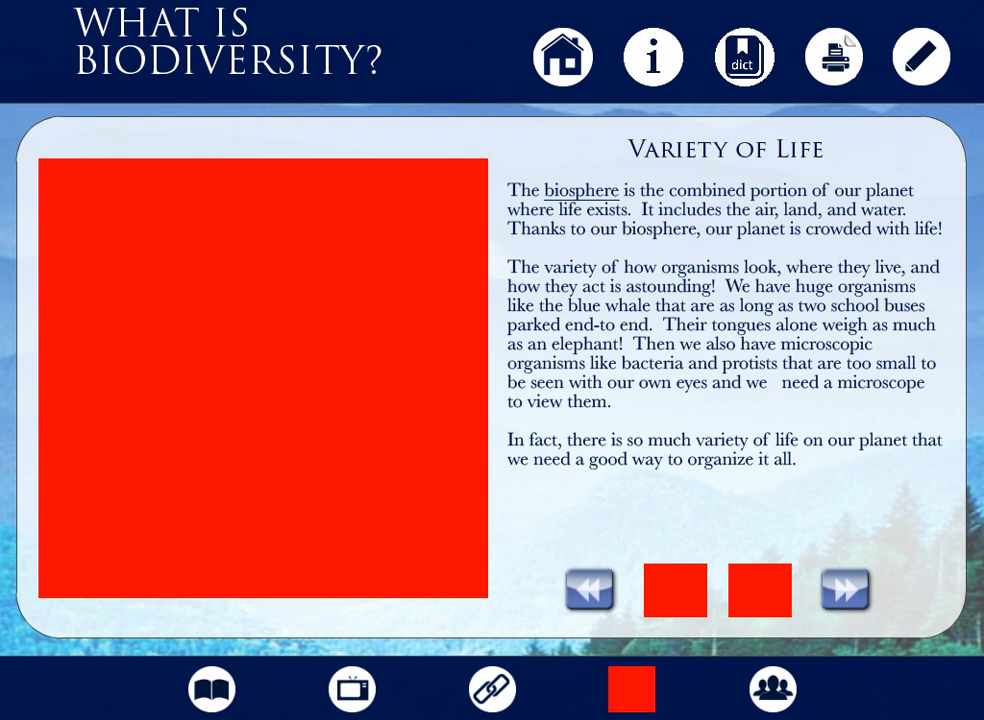 WHAT IS
BIODIVERSITY?
dict
VARIETY OF LIFE
The biosphere is the combined portion of our planet
where life exists. It includes the air, land, and water.
Thanks to our biosphere, our planet is crowded with life!
The variety of how organisms look, where they live, and
how they act is astounding! We have huge organisms
like the blue whale that are as long as two school buses
parked end-to end. Their tongues alone weigh as much
as an elephant! Then we also have microscopic
organisms like bacteria and protists that are too small to
be seen with our own eyes and we need a microscope
to view them.
In fact, there is so much variety of life on our planet that
we need a good way to organize it all.